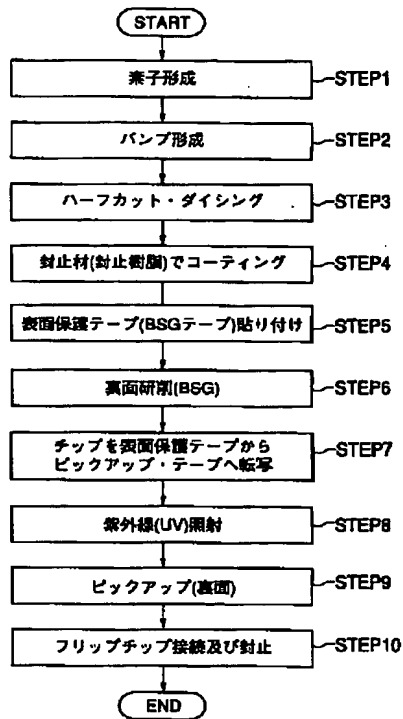 START
素子形成
STEP1
バンプ形成
STEP2
ハーフカット・ダイシング
STEP3
封止材(封止樹脂)でコーティング
STEP4
表面保護テープ(BSGテープ)貼り付け
STEP5
裏面研削(BSG)
STEP6
チップを表面保護テープから
ピックアップ・テープへ転写
STEP7
紫外線(UV)照射
STEP8
ピックアップ(裏面)
STEP9
フリップチップ接続及び封止
STEP10
END